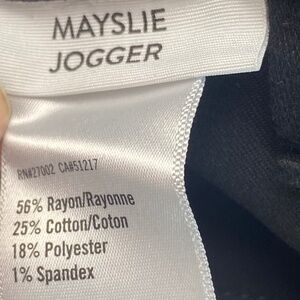 MAYSLIE
JOGGER
RN#27002 CA#51217
56% Rayon/Rayonne
25% Cotton/Coton
18% Polyester
1% Spandex